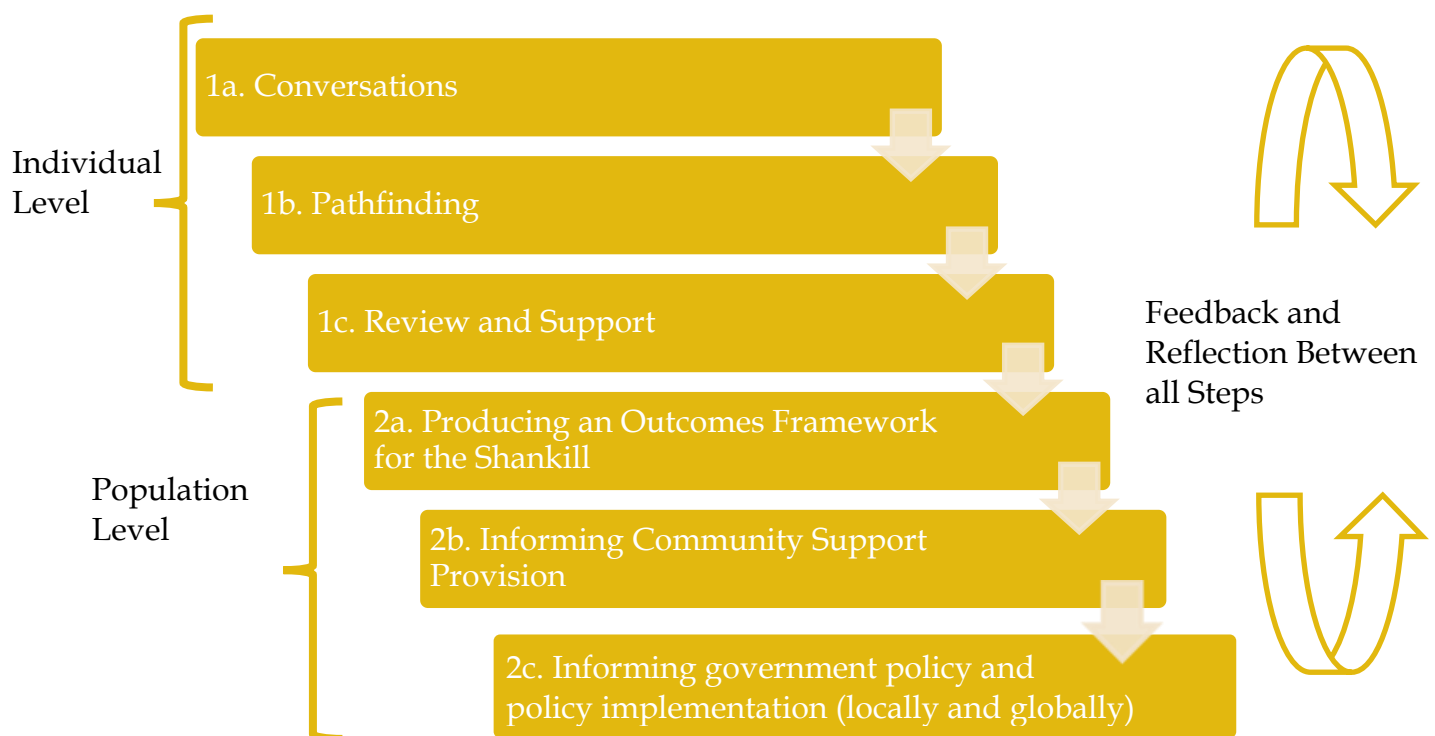 1a. Conversations
Individual
Level
1b. Pathfinding
1c. Review and Support
Feedback and
Reflection Between
all Steps
2a. Producing an Outcomes Framework
for the Shankill
Population
Level
2b. Informing Community Support
Provision
2c. Informing government policy and
policy implementation (locally and globally)